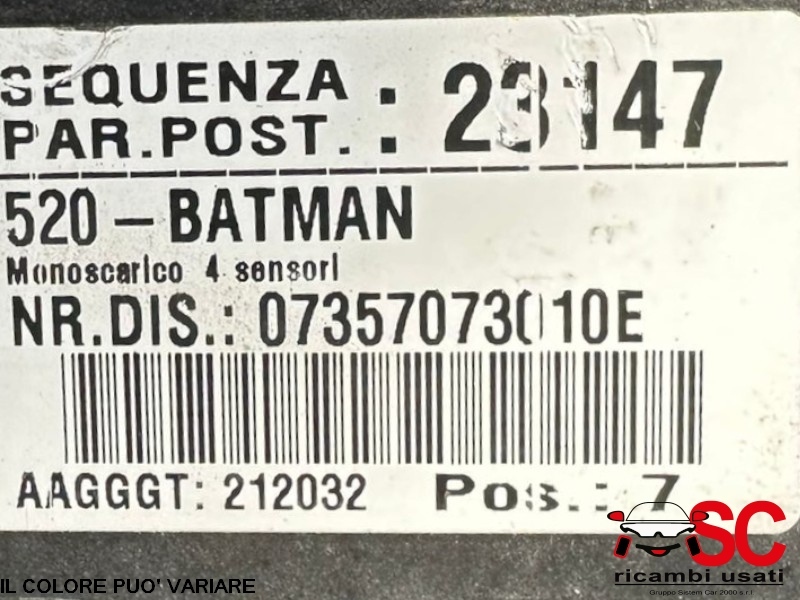 SEQUENZA
PAR.POST. : 23147
520-BATMAN
Monoscarico 4 sensori
NR.DIS.: 07357073010E
AAGGGT: 212032 Pos.: 7
SC
ricambi usati
Gruppo Sistem Car 2000 s.r.l
IL COLORE PUO' VARIARE